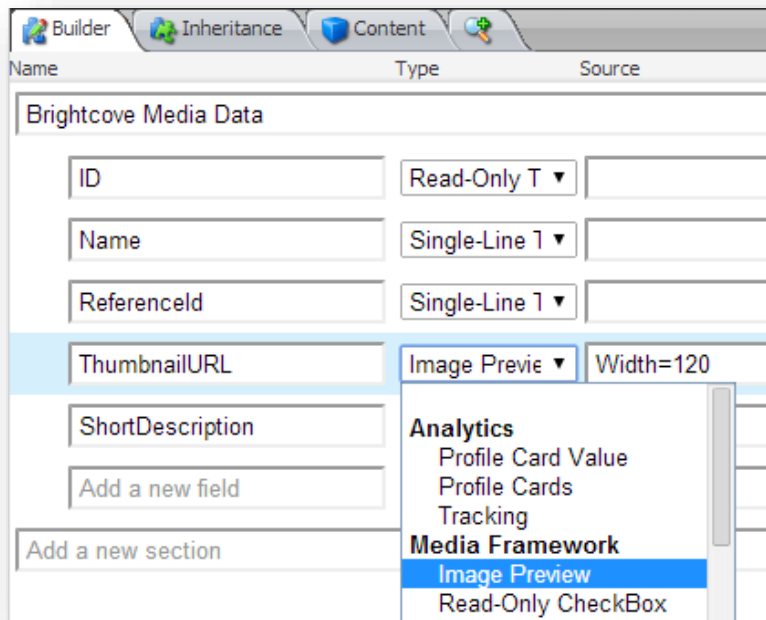 Builder Inheritance Content
Name Type Source
Brightcove Media Data
ID Read-Only T
Name Single-Line T
ReferenceId Single-Line T
ThumbnailURL Image Previe Width=120
ShortDescription
Analytics
Profile Card Value
Add a new field Profile Cards
Tracking
Add a new section Media Framework
Image Preview
Read-Only CheckBox